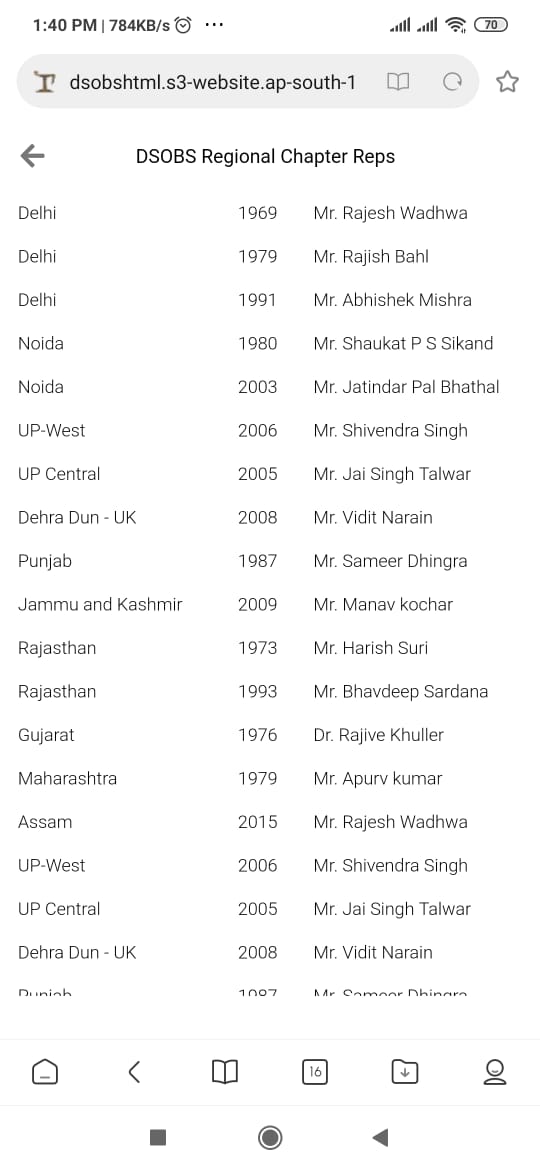 1:40 PM | 784KB/s ...
70
dsobshtml.s3-website.ap-south-1
DSOBS Regional Chapter Reps
Delhi 1969 Mr. Rajesh Wadhwa
Delhi 1979 Mr. Rajish Bahl
Delhi 1991 Mr. Abhishek Mishra
Noida 1980 Mr. Shaukat P S Sikand
Noida 2003 Mr. Jatindar Pal Bhathal
UP-West 2006 Mr. Shivendra Singh
UP Central 2005 Mr. Jai Singh Talwar
Dehra Dun - UK 2008 Mr. Vidit Narain
Punjab 1987 Mr. Sameer Dhingra
Jammu and Kashmir 2009 Mr. Manav kochar
Rajasthan 1973 Mr. Harish Suri
Rajasthan 1993 Mr. Bhavdeep Sardana
Gujarat 1976 Dr. Rajive Khuller
Maharashtra 1979 Mr. Apurv kumar
Assam 2015 Mr. Rajesh Wadhwa
UP-West 2006 Mr. Shivendra Singh
UP Central 2005 Mr. Jai Singh Talwar
Dehra Dun - UK 2008 Mr. Vidit Narain
Punjab 1987 Mr. Sameer Dhingra
16